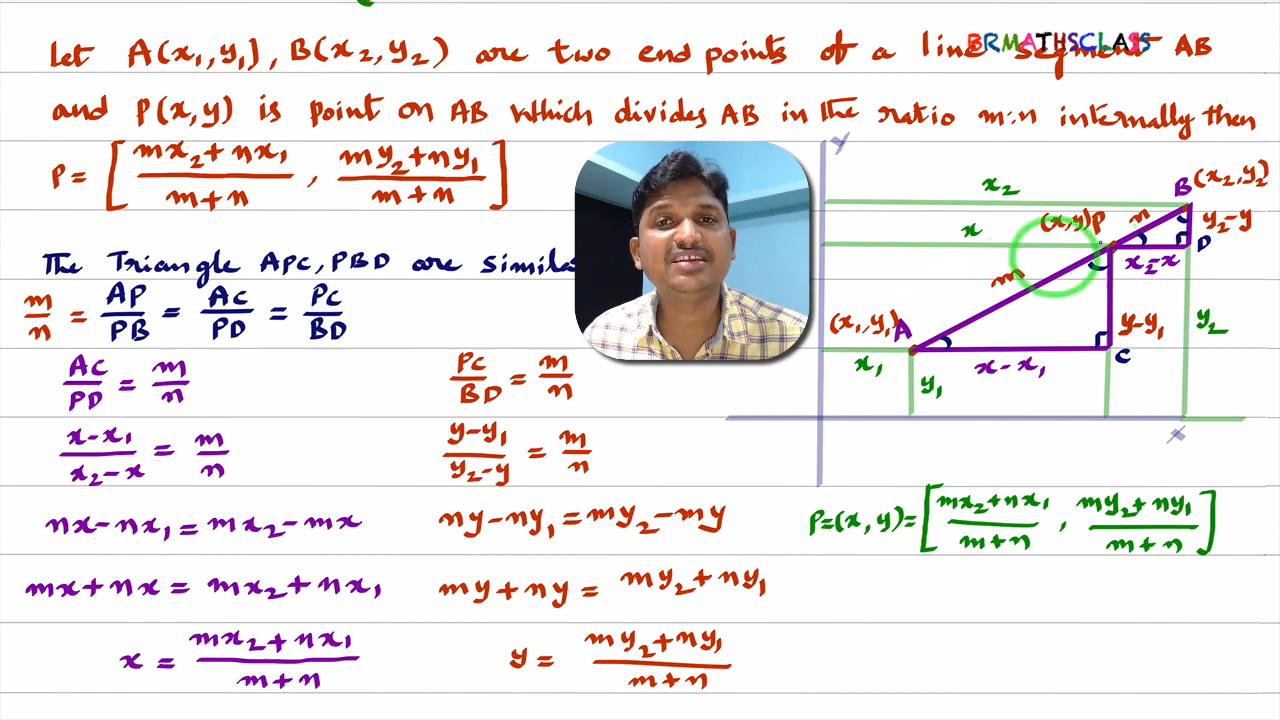 Let A(x₁,y₁], B(x₂,y₂) are two end points of a line segment AB
BRMATHSCLASS
and P(x,y) is point on AB which divides AB in the ratio m:n internally then
P= [ (mx₂+nx₁)/(m+n) , (my₂+ny₁)/(m+n) ]
The Triangle APC, PBD are simila
m/n = AP/PB = AC/PD = PC/BD
AC/PD = m/n
(x-x₁)/(x₂-x) = m/n
nx-nx₁ = mx₂-mx
mx+nx = mx₂+nx₁
x = (mx₂+nx₁)/(m+n)
PC/BD = m/n
(y-y₁)/(y₂-y) = m/n
ny-ny₁ = my₂-my
my+ny = my₂+ny₁
y = (my₂+ny₁)/(m+n)
Y
x₂
B (x₂,y₂)
x
(x,y) P
n
y₂-y
D
x₂-x
m
(x₁,y₁) A
y-y₁
y₂
x₁
x-x₁
C
y₁
X
P=(x,y)= [ (mx₂+nx₁)/(m+n) , (my₂+ny₁)/(m+n) ]